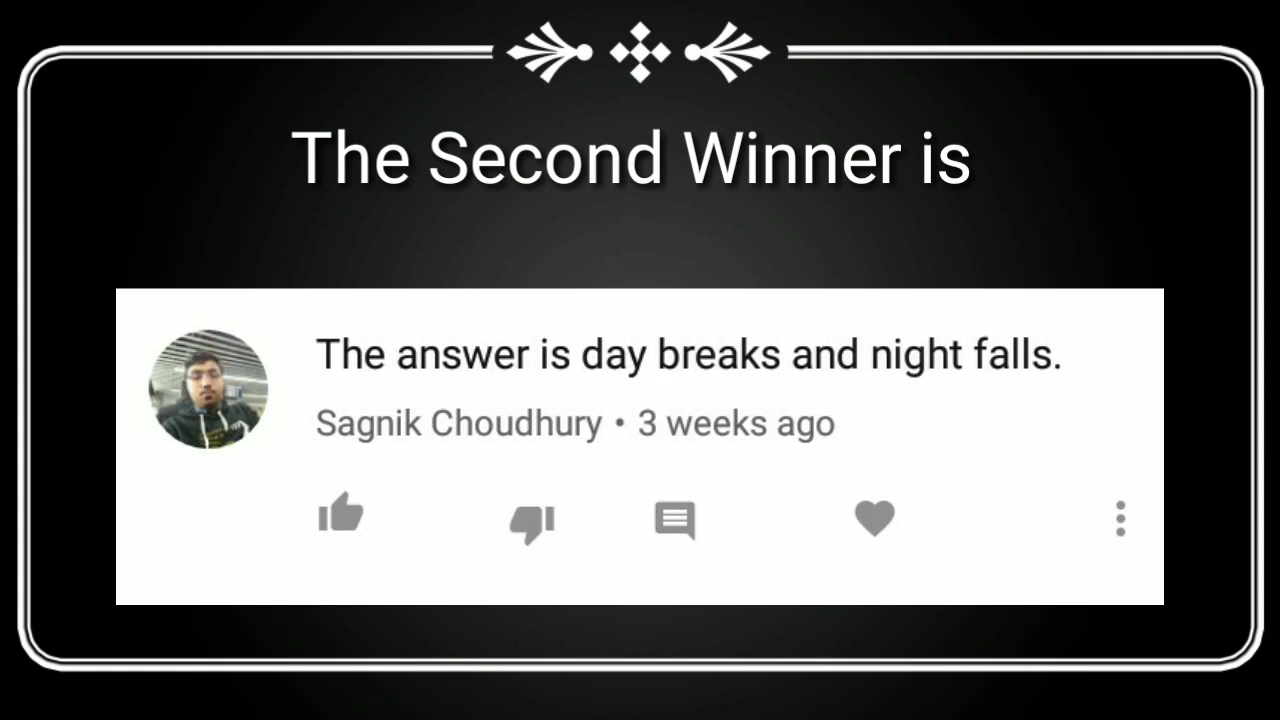 The Second Winner is
The answer is day breaks and night falls.
Sagnik Choudhury • 3 weeks ago